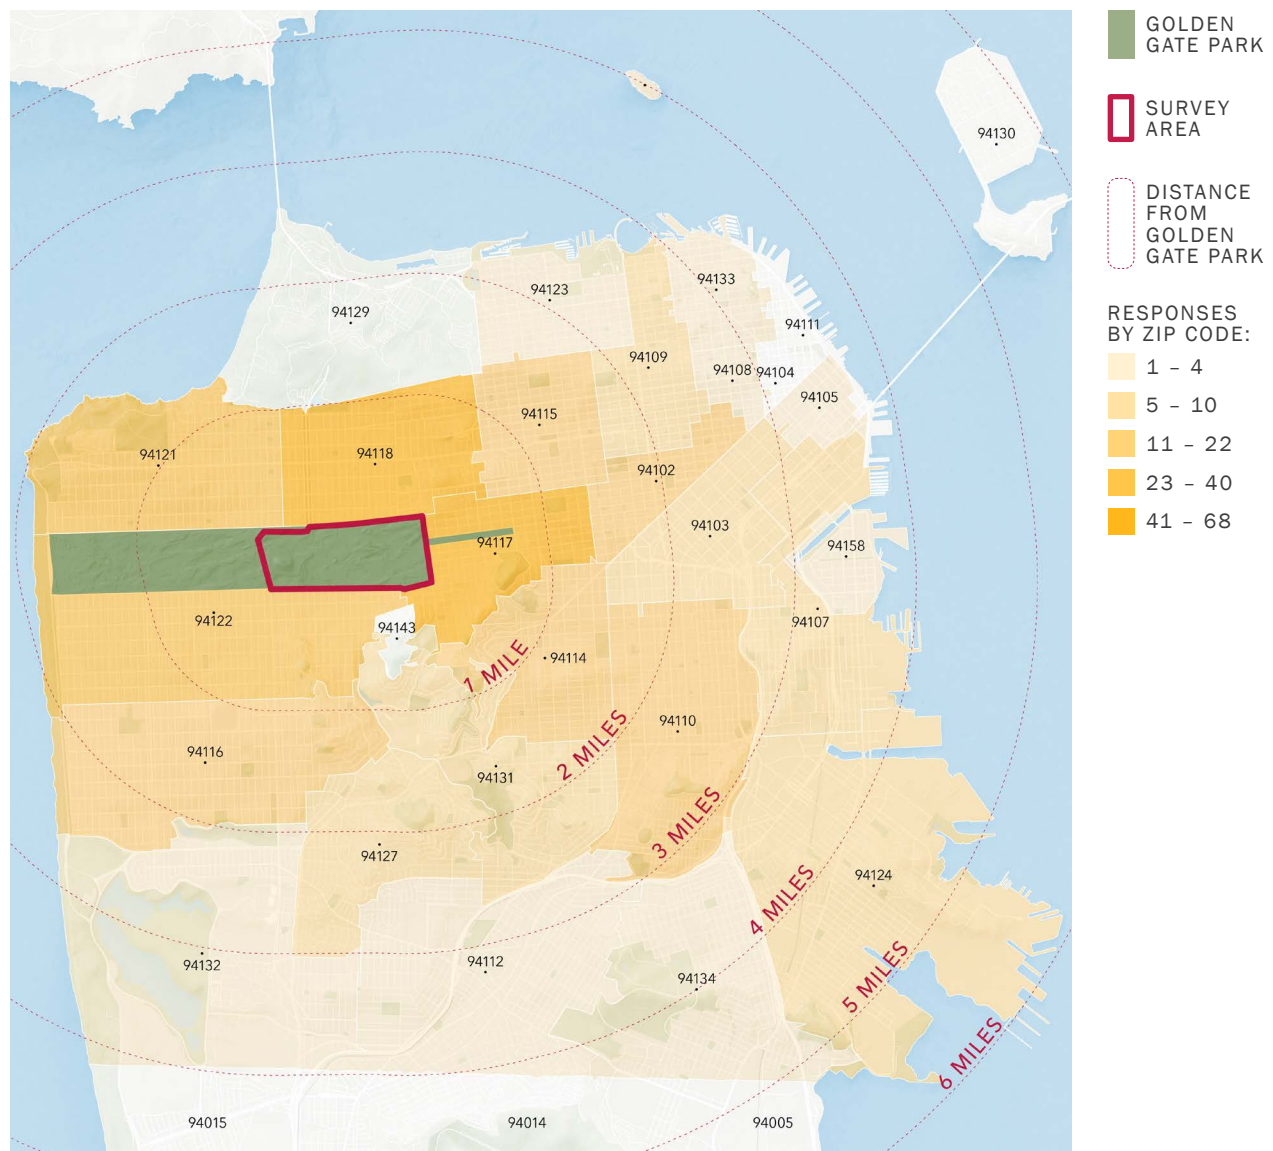 GOLDEN
GATE PARK
SURVEY
AREA
DISTANCE
FROM
GOLDEN
GATE PARK
RESPONSES
BY ZIP CODE:
1 – 4
5 – 10
11 – 22
23 – 40
41 – 68
94130
94133
94123
94129
94111
94109
94108
94104
94105
94115
94118
94121
94102
94103
94117
94158
94122
94143
94107
94114
1 MILE
94110
2 MILES
94116
94131
3 MILES
94127
94124
4 MILES
94132
94112
94134
5 MILES
6 MILES
94015
94014
94005